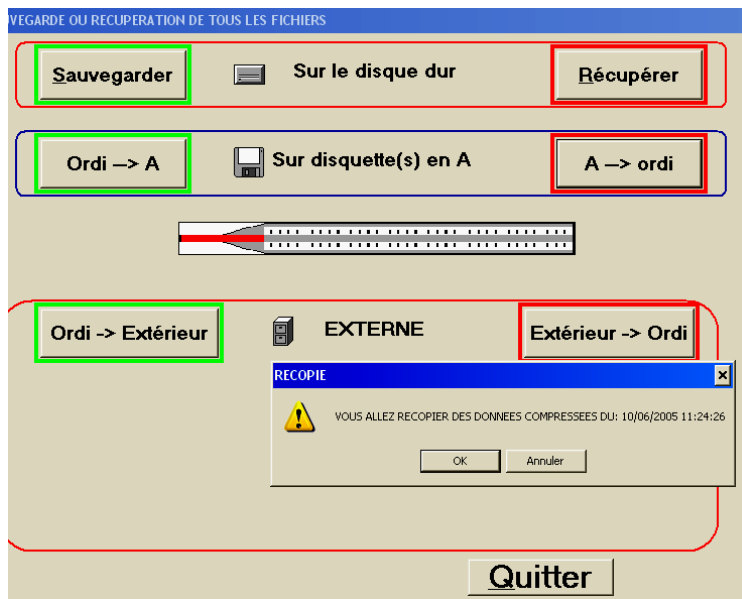 VEGARDE OU RECUPERATION DE TOUS LES FICHIERS
Sauvegarder Sur le disque dur Récupérer
Ordi –> A Sur disquette(s) en A A –> ordi
Ordi -> Extérieur EXTERNE Extérieur -> Ordi
RECOPIE
VOUS ALLEZ RECOPIER DES DONNEES COMPRESSEES DU: 10/06/2005 11:24:26
OK Annuler
Quitter